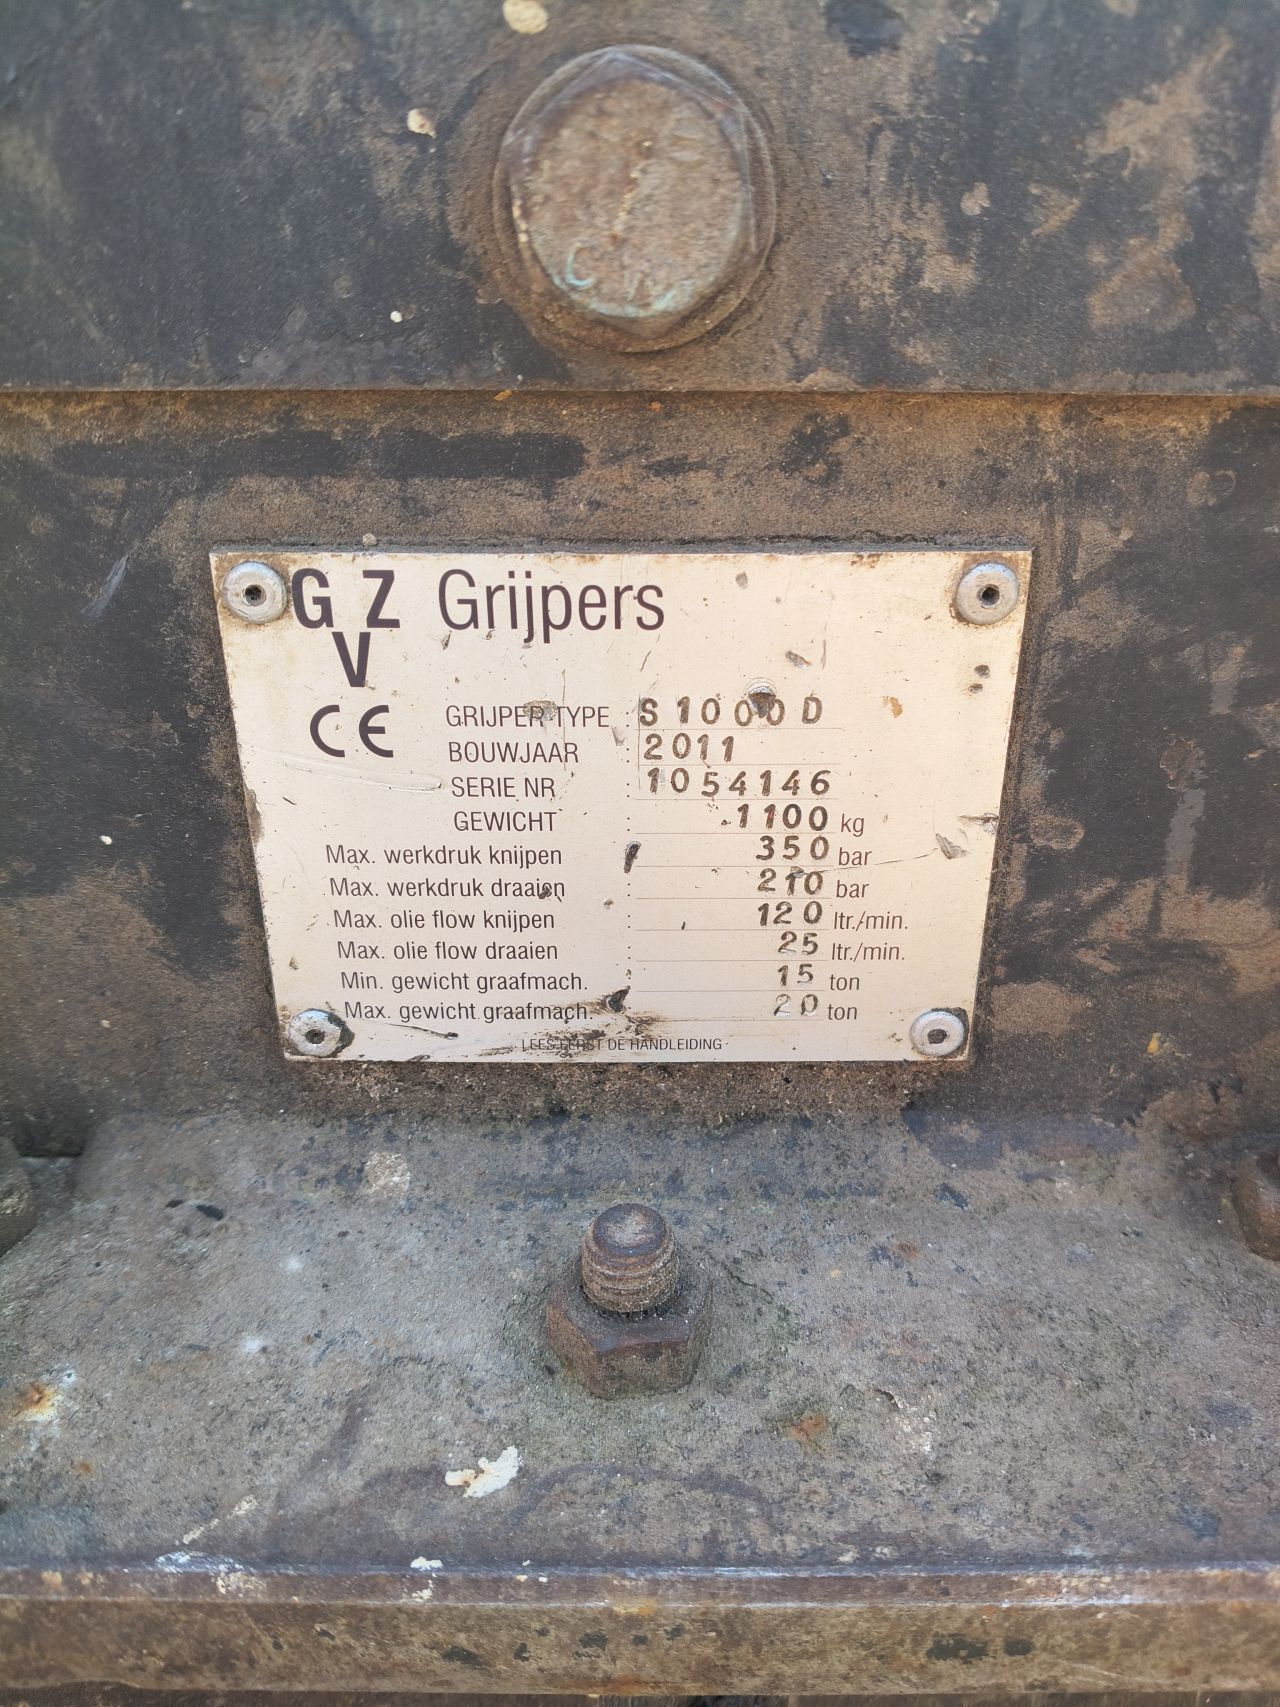 GVZ Grijpers
CE
GRIJPER TYPE : S1000D
BOUWJAAR : 2011
SERIE NR : 1054146
GEWICHT : 1100 kg
Max. werkdruk knijpen : 350 bar
Max. werkdruk draaien : 210 bar
Max. olie flow knijpen : 120 ltr./min.
Max. olie flow draaien : 25 ltr./min.
Min. gewicht graafmach. : 15 ton
Max. gewicht graafmach. : 20 ton
LEES EERST DE HANDLEIDING